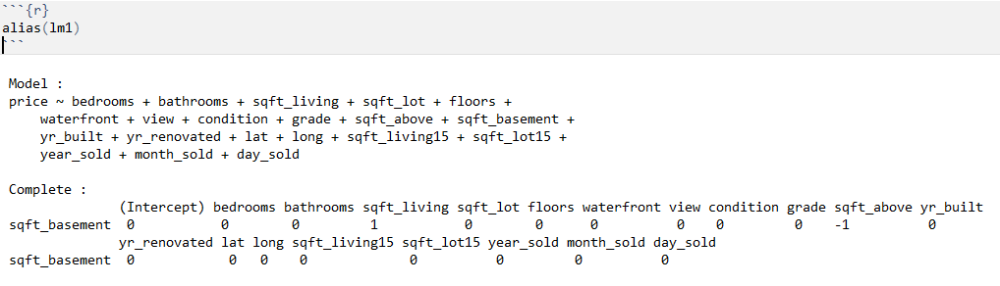 ```{r}
alias(lm1)
```
Model :
price ~ bedrooms + bathrooms + sqft_living + sqft_lot + floors +
    waterfront + view + condition + grade + sqft_above + sqft_basement +
    yr_built + yr_renovated + lat + long + sqft_living15 + sqft_lot15 +
    year_sold + month_sold + day_sold
Complete :
              (Intercept) bedrooms bathrooms sqft_living sqft_lot floors waterfront view condition grade sqft_above yr_built
sqft_basement  0           0        0         1           0        0      0          0    0         0    -1          0
              yr_renovated lat long sqft_living15 sqft_lot15 year_sold month_sold day_sold
sqft_basement  0            0   0    0             0          0         0          0